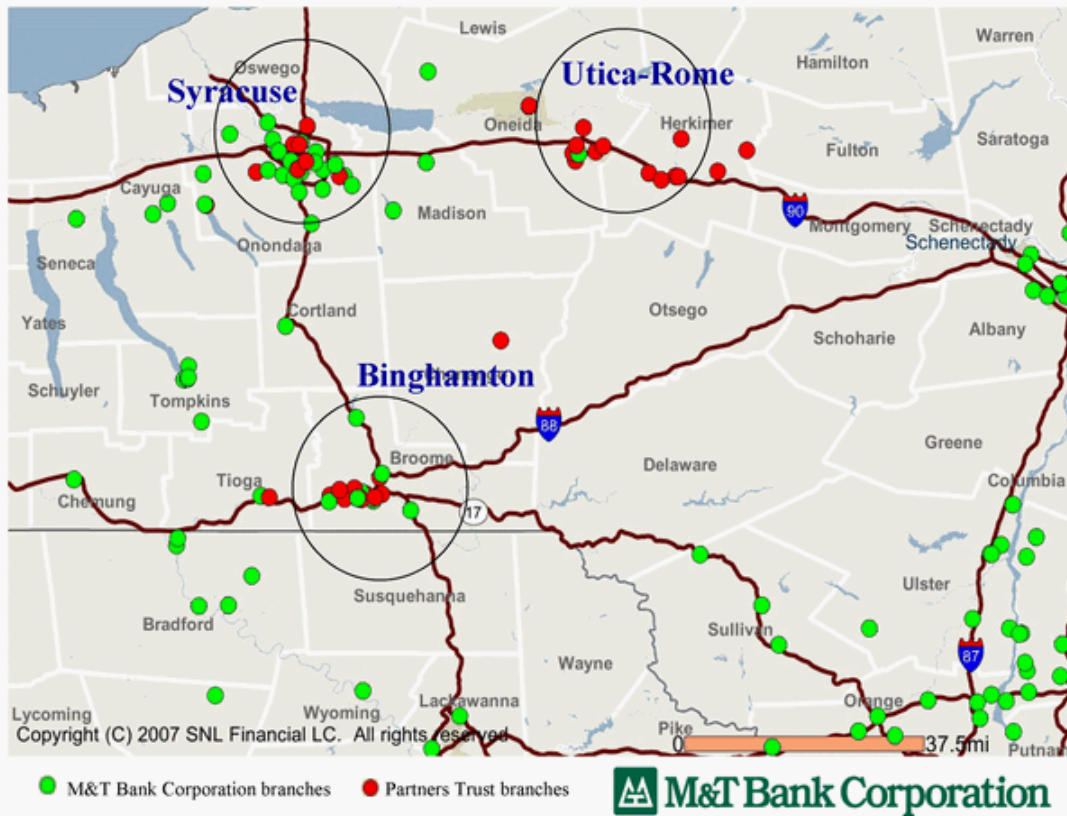 Lewis
Warren
Hamilton
Oswego
Utica-Rome
Syracuse
Oneida
Herkimer
Sáratoga
Fulton
Cayuga
Madison
90
Montgomery
Schenectady
Schenectady
Onondaga
Seneca
Otsego
Cortland
Yates
Schoharie
Albany
Binghamton
Schuyler
Tompkins
88
Greene
Broome
Delaware
Tioga
Columbia
Chemung
17
Ulster
Susquehanna
Bradford
Sullivan
87
Wayne
Lackawanna
Orange
Lycoming
Wyoming
Pike
Copyright (C) 2007 SNL Financial LC. All rights reserved
0
37.5mi
Putnam
M&T Bank Corporation branches
Partners Trust branches
M&T Bank Corporation